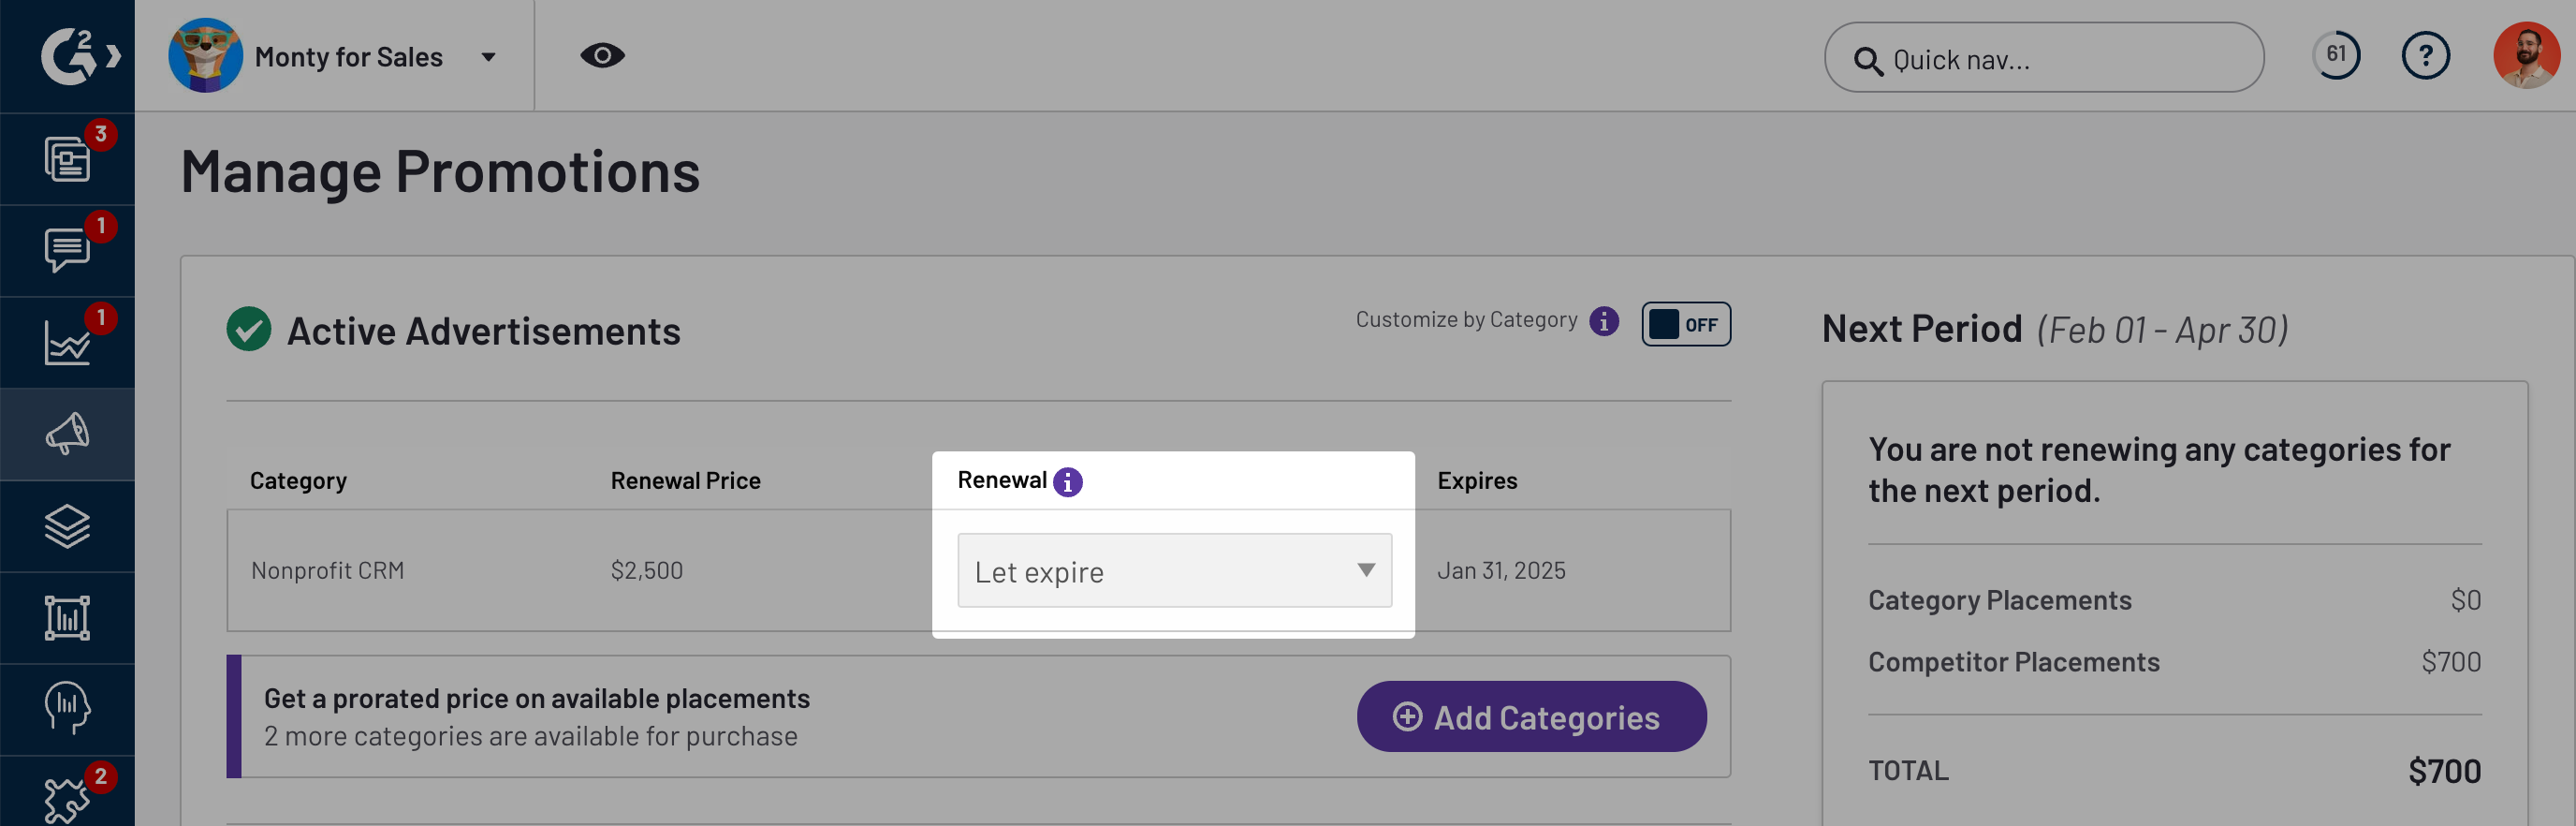 G2
Monty for Sales
Quick nav...
61
?
3
1
1
2
Manage Promotions
Active Advertisements
Customize by Category i OFF
Category Renewal Price Renewal i Expires
Nonprofit CRM $2,500 Let expire Jan 31, 2025
Get a prorated price on available placements
2 more categories are available for purchase
Add Categories
Next Period (Feb 01 - Apr 30)
You are not renewing any categories for
the next period.
Category Placements $0
Competitor Placements $700
TOTAL $700